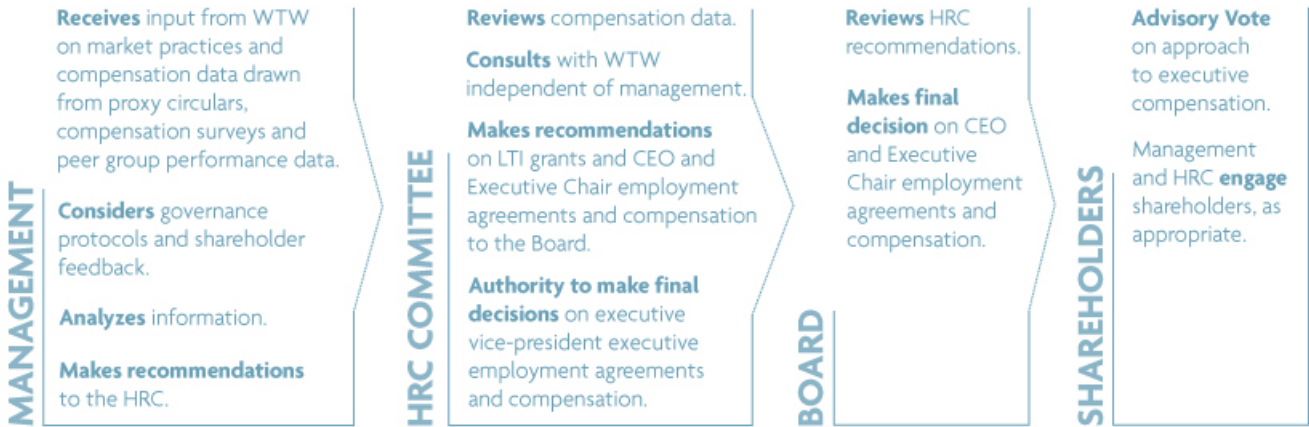 MANAGEMENT
Receives input from WTW
on market practices and
compensation data drawn
from proxy circulars,
compensation surveys and
peer group performance data.
Considers governance
protocols and shareholder
feedback.
Analyzes information.
Makes recommendations
to the HRC.
HRC COMMITTEE
Reviews compensation data.
Consults with WTW
independent of management.
Makes recommendations
on LTI grants and CEO and
Executive Chair employment
agreements and compensation
to the Board.
Authority to make final
decisions on executive
vice-president executive
employment agreements
and compensation.
BOARD
Reviews HRC
recommendations.
Makes final
decision on CEO
and Executive
Chair employment
agreements and
compensation.
SHAREHOLDERS
Advisory Vote
on approach
to executive
compensation.
Management
and HRC engage
shareholders, as
appropriate.